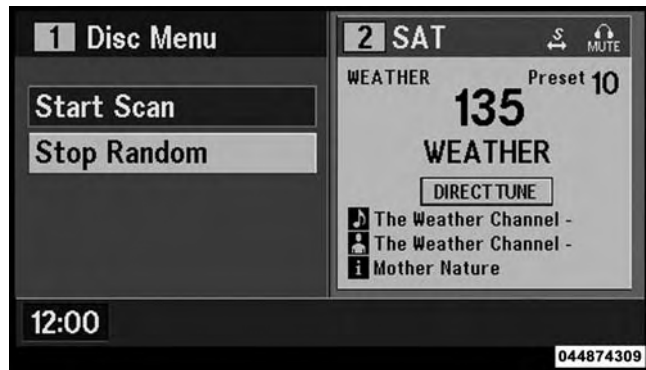 1 Disc Menu
Start Scan
Stop Random
2 SAT
S
MUTE
WEATHER
Preset 10
135
WEATHER
DIRECT TUNE
The Weather Channel -
The Weather Channel -
i Mother Nature
12:00
044874309